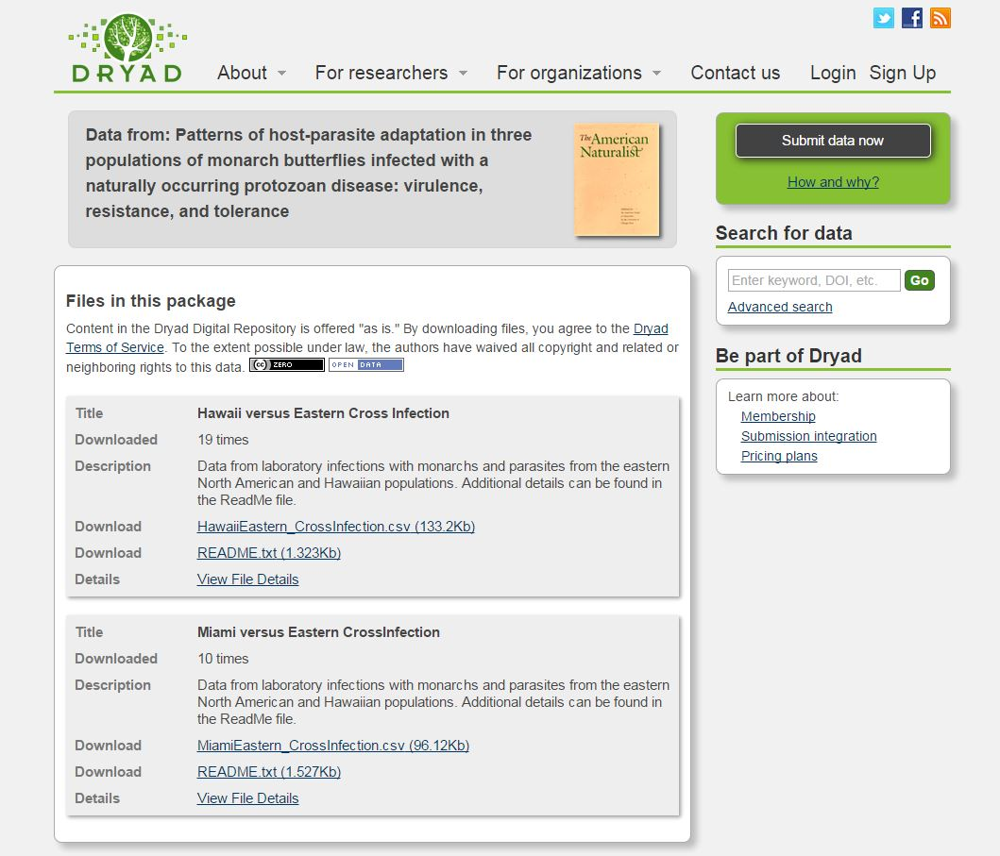 DRYAD
About
For researchers
For organizations
Contact us
Login
Sign Up
Data from: Patterns of host-parasite adaptation in three
populations of monarch butterflies infected with a
naturally occurring protozoan disease: virulence,
resistance, and tolerance
The American
Naturalist
Submit data now
How and why?
Search for data
Enter keyword, DOI, etc.
Go
Advanced search
Be part of Dryad
Learn more about:
Membership
Submission integration
Pricing plans
Files in this package
Content in the Dryad Digital Repository is offered "as is." By downloading files, you agree to the Dryad
Terms of Service. To the extent possible under law, the authors have waived all copyright and related or
neighboring rights to this data. cc ZERO OPEN DATA
Title Hawaii versus Eastern Cross Infection
Downloaded 19 times
Description Data from laboratory infections with monarchs and parasites from the eastern
North American and Hawaiian populations. Additional details can be found in
the ReadMe file.
Download HawaiiEastern_CrossInfection.csv (133.2Kb)
Download README.txt (1.323Kb)
Details View File Details
Title Miami versus Eastern CrossInfection
Downloaded 10 times
Description Data from laboratory infections with monarchs and parasites from the eastern
North American and Hawaiian populations. Additional details can be found in
the ReadMe file.
Download MiamiEastern_CrossInfection.csv (96.12Kb)
Download README.txt (1.527Kb)
Details View File Details